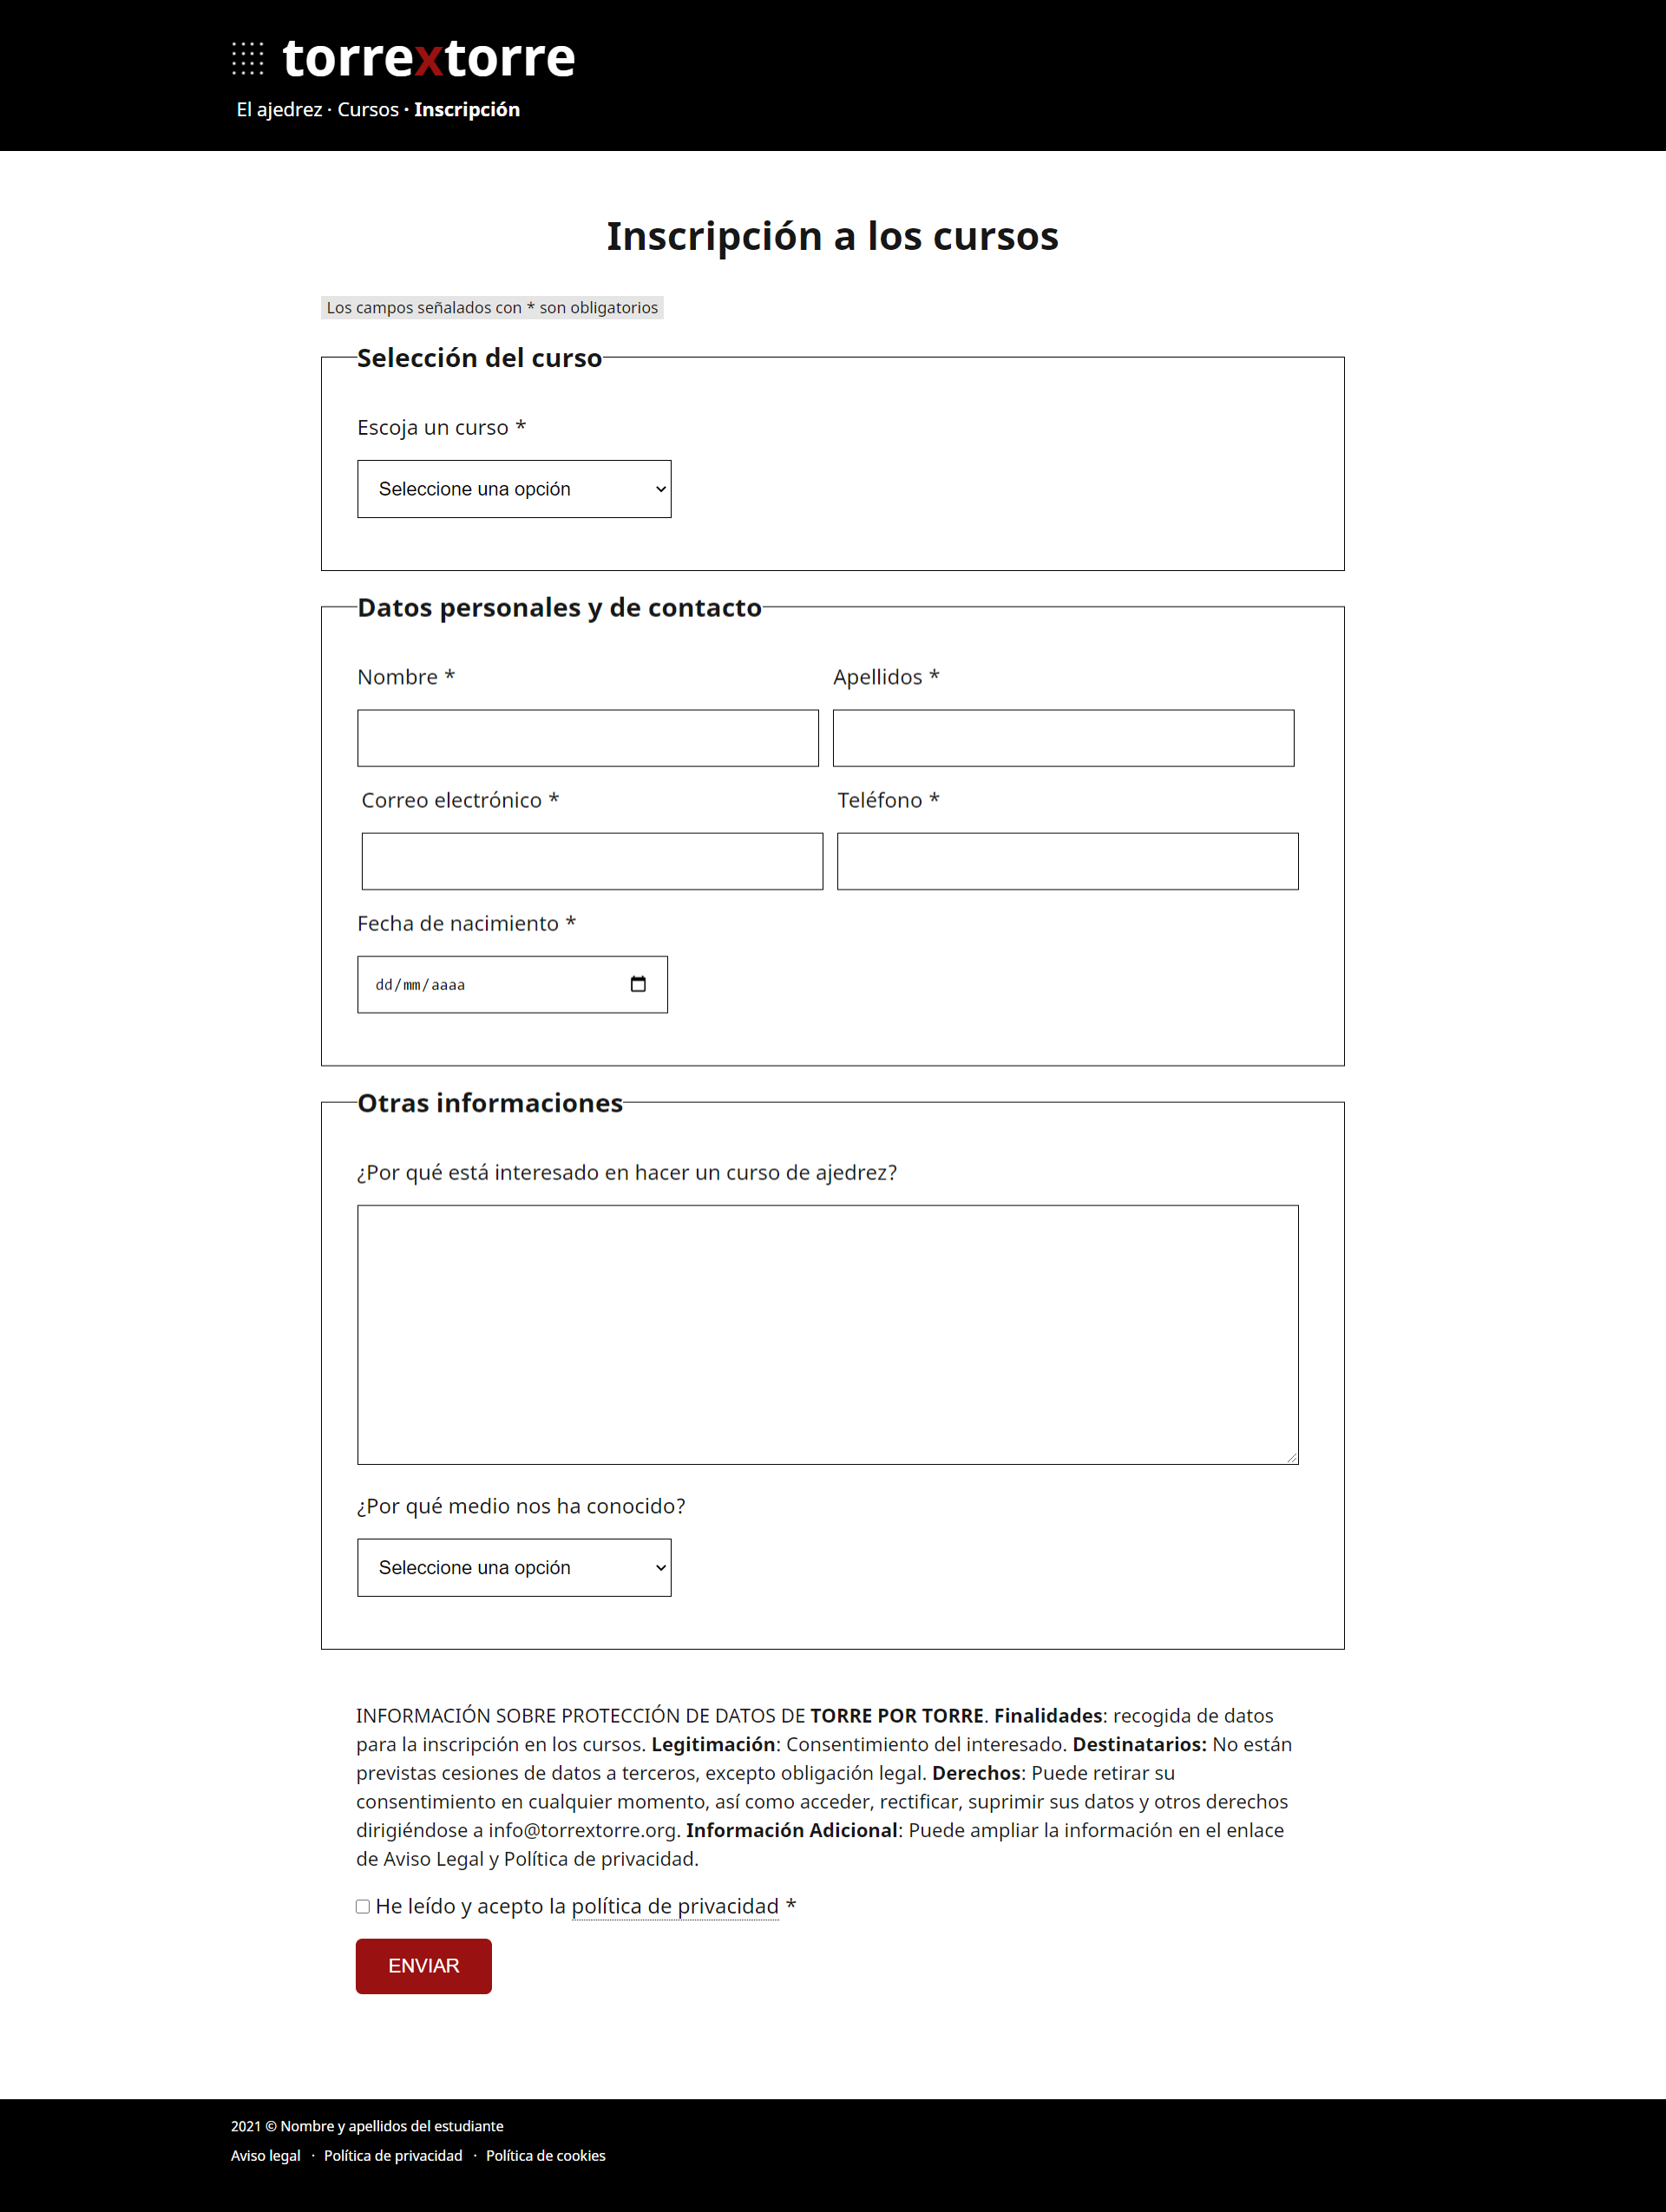 torrextorre
El ajedrez · Cursos · Inscripción
Inscripción a los cursos
Los campos señalados con * son obligatorios
Selección del curso
Escoja un curso *
Seleccione una opción
Datos personales y de contacto
Nombre *
Apellidos *
Correo electrónico *
Teléfono *
Fecha de nacimiento *
dd/mm/aaaa
Otras informaciones
¿Por qué está interesado en hacer un curso de ajedrez?
¿Por qué medio nos ha conocido?
Seleccione una opción
INFORMACIÓN SOBRE PROTECCIÓN DE DATOS DE TORRE POR TORRE. Finalidades: recogida de datos
para la inscripción en los cursos. Legitimación: Consentimiento del interesado. Destinatarios: No están
previstas cesiones de datos a terceros, excepto obligación legal. Derechos: Puede retirar su
consentimiento en cualquier momento, así como acceder, rectificar, suprimir sus datos y otros derechos
dirigiéndose a info@torrextorre.org. Información Adicional: Puede ampliar la información en el enlace
de Aviso Legal y Política de privacidad.
He leído y acepto la política de privacidad *
ENVIAR
2021 © Nombre y apellidos del estudiante
Aviso legal · Política de privacidad · Política de cookies